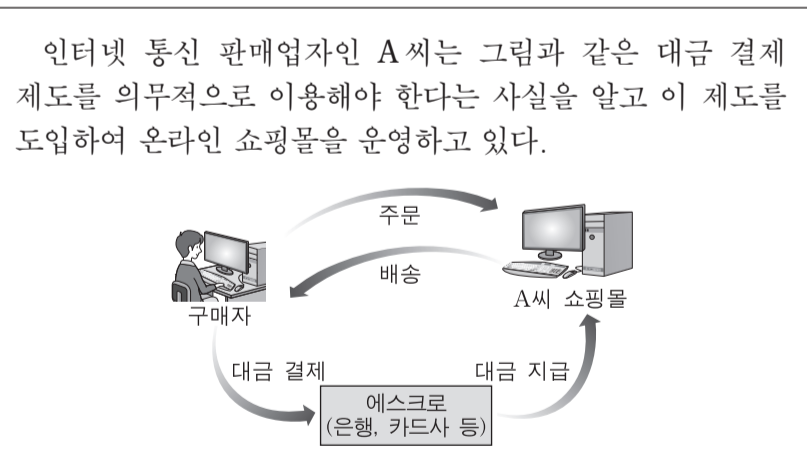 인터넷 통신 판매업자인 A씨는 그림과 같은 대금 결제
제도를 의무적으로 이용해야 한다는 사실을 알고 이 제도를
도입하여 온라인 쇼핑몰을 운영하고 있다.
주문
배송
구매자
A씨 쇼핑몰
대금 결제
대금 지급
에스크로
(은행, 카드사 등)